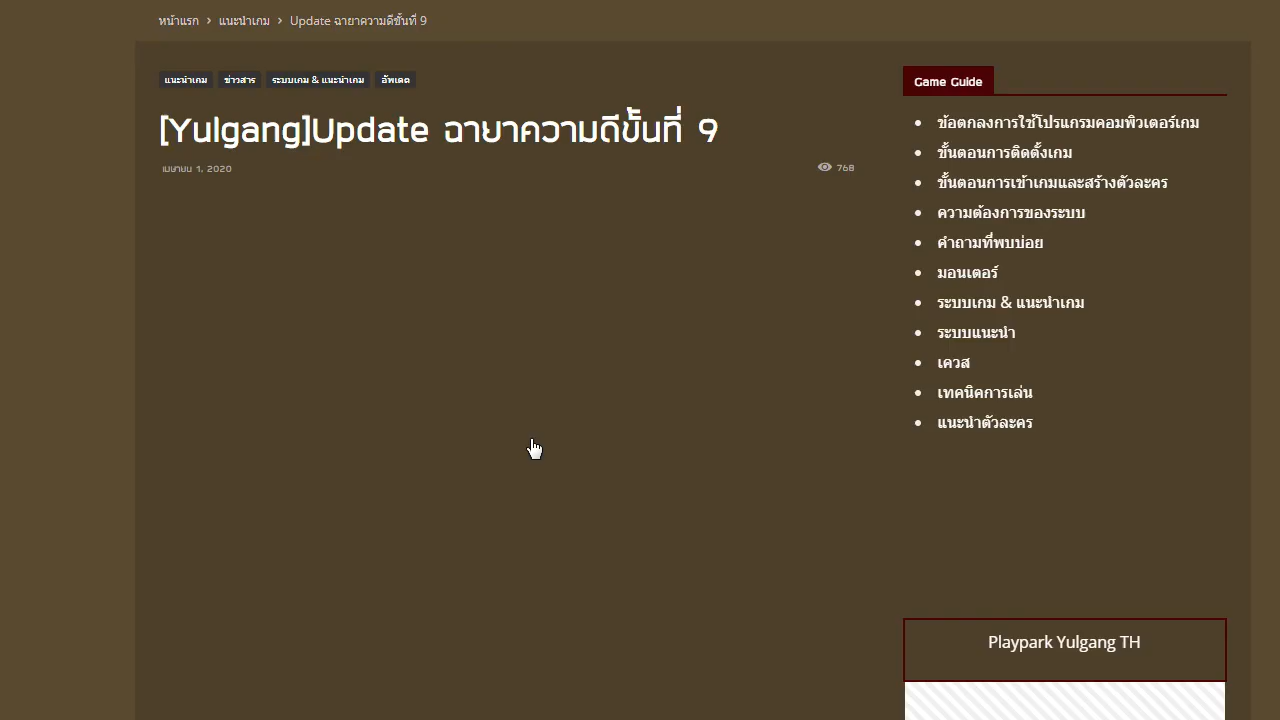 หน้าแรก › แนะนำเกม › Update ฉายาความดีขั้นที่ 9
แนะนำเกม ข่าวสาร ระบบเกม & แนะนำเกม อัพเดต
[Yulgang]Update ฉายาความดีขั้นที่ 9
เมษายน 1, 2020
768
Game Guide
ข้อตกลงการใช้โปรแกรมคอมพิวเตอร์เกม
ขั้นตอนการติดตั้งเกม
ขั้นตอนการเข้าเกมและสร้างตัวละคร
ความต้องการของระบบ
คำถามที่พบบ่อย
มอนเตอร์
ระบบเกม & แนะนำเกม
ระบบแนะนำ
เควส
เทคนิคการเล่น
แนะนำตัวละคร
Playpark Yulgang TH